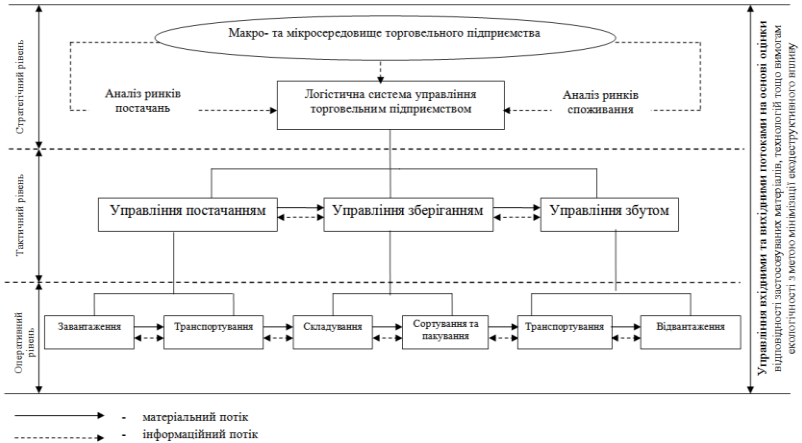 Макро- та мікросередовище торговельного підприємства
Аналіз ринків
постачань
Логістична система управління
торговельним підприємством
Аналіз ринків
споживання
Стратегічний рівень
Управління постачанням
Управління зберіганням
Управління збутом
Тактичний рівень
Завантаження
Транспортування
Складування
Сортування та
пакування
Транспортування
Відвантаження
Оперативний
рівень
Управління вхідними та вихідними потоками на основі оцінки
відповідності застосовуваних матеріалів, технологій тощо вимогам
екологічності з метою мінімізації екодеструктивного впливу
- матеріальний потік
- інформаційний потік